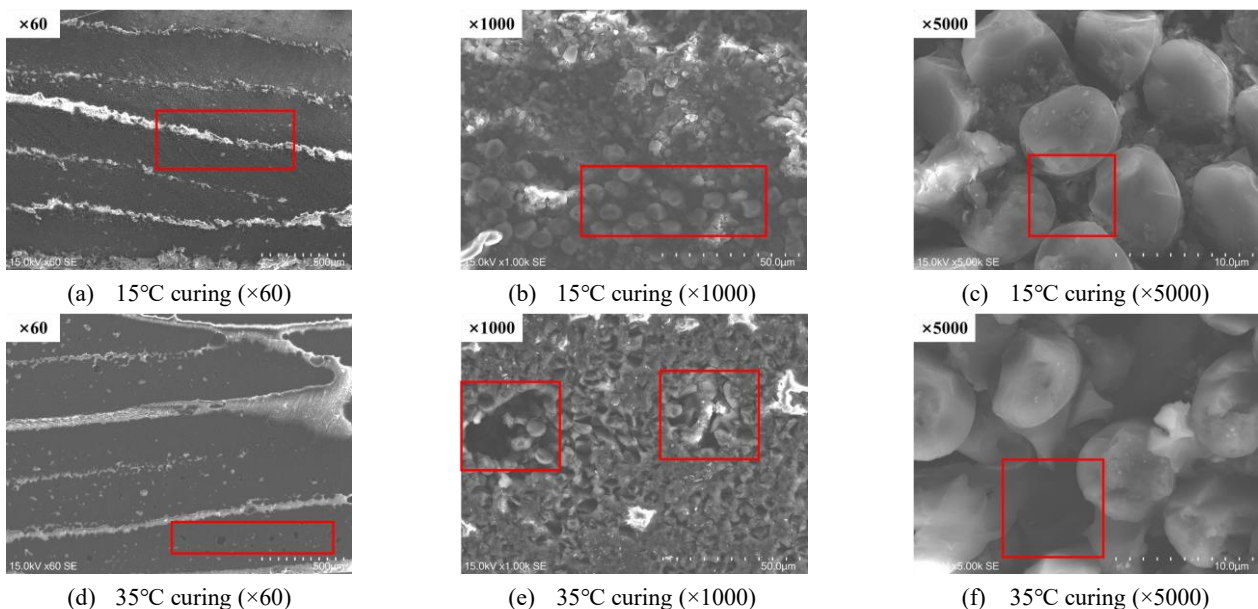 ×60
15.0kV x60 SE
500μm
×1000
15.0kV x1.00k SE
50.0μm
×5000
15.0kV x5.00k SE
10.0μm
(a) 15℃ curing (×60)
(b) 15℃ curing (×1000)
(c) 15℃ curing (×5000)
×60
15.0kV x60 SE
500μm
×1000
15.0kV x1.00k SE
50.0μm
×5000
x5.00k SE
10.0μm
(d) 35℃ curing (×60)
(e) 35℃ curing (×1000)
(f) 35℃ curing (×5000)